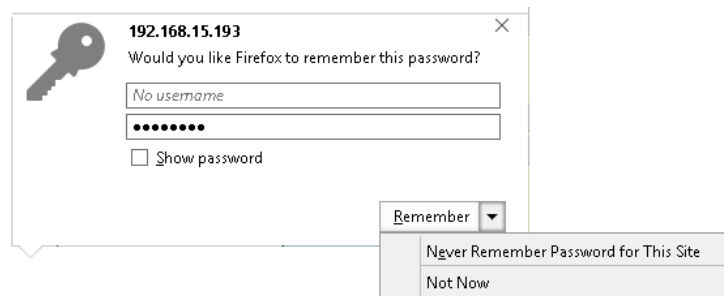 192.168.15.193
Would you like Firefox to remember this password?
No username
●●●●●●●●
Show password
Remember
Never Remember Password for This Site
Not Now